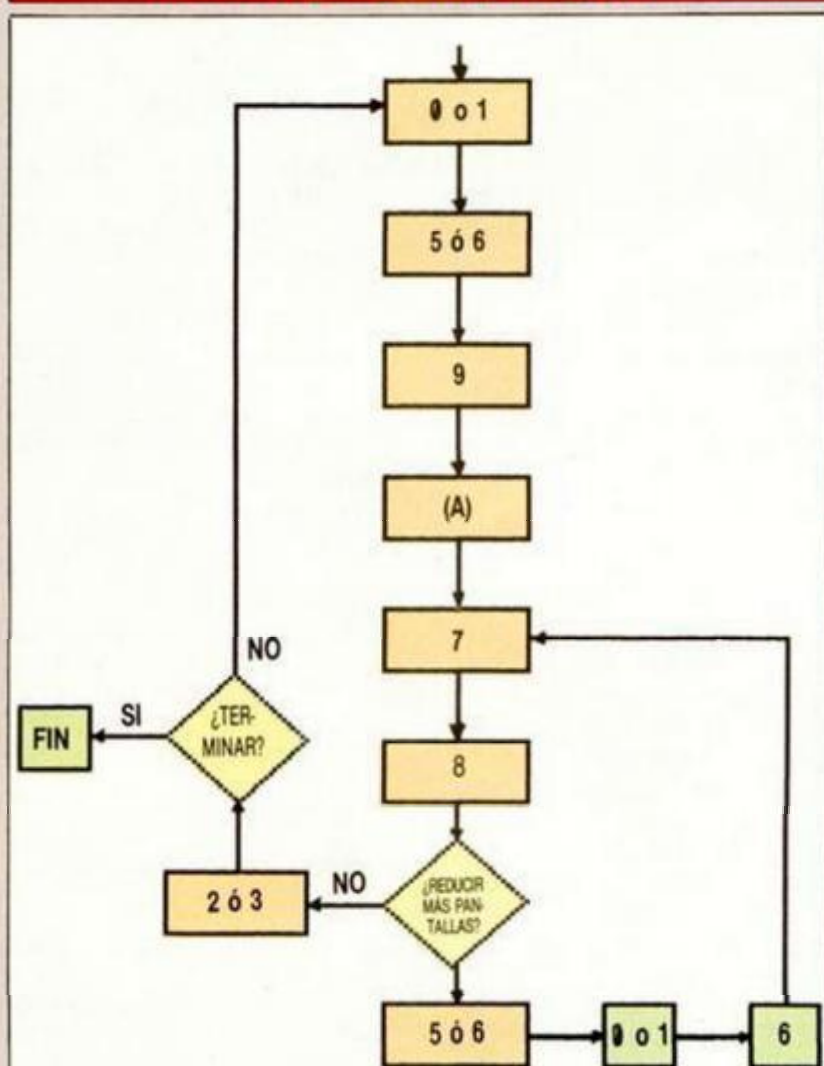 0 o 1
5 ó 6
9
(A)
7
8
¿REDUCIR
MÁS PAN-
TALLAS?
NO
2 ó 3
¿TER-
MINAR?
NO
SI
FIN
5 ó 6
0 o 1
6